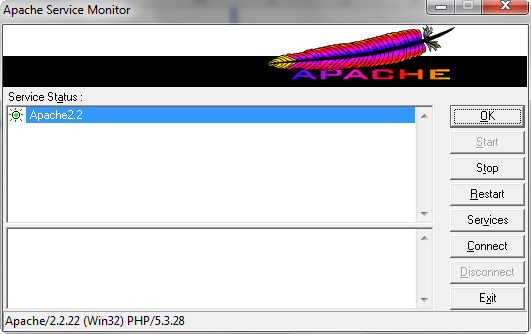 Apache Service Monitor
APACHE
Service Status :
Apache2.2
OK
Start
Stop
Restart
Services
Connect
Disconnect
Exit
Apache/2.2.22 (Win32) PHP/5.3.28